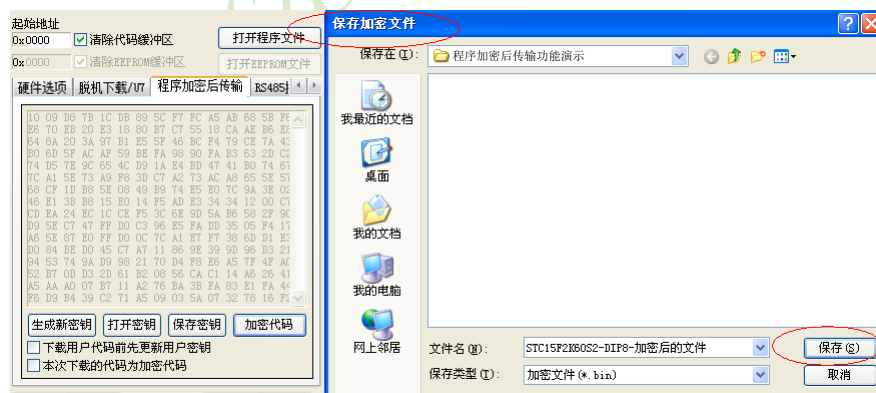 起始地址
0x0000 清除代码缓冲区 打开程序文件
0x0000 清除EEPROM缓冲区 打开EEPROM文件
硬件选项 脱机下载/U7 程序加密后传输 RS485
10 09 D8 7B 1C DB 89 5C F7 FC A5 AB 68 5B F6
E6 70 EB 20 E3 18 80 B7 C7 55 18 CA AE B6 E8
64 8A 20 3A 97 B1 E5 5F 46 BC F4 79 CE 7A 43
B0 6D 5F AC AF 59 BE FA 98 90 FA B3 63 2D
74 D5 7E 9C 65 4C D9 1A E4 BD 47 41 B0 74 67
7C A1 5E 73 A9 F8 3D C7 A2 73 AC A8 65 5E 57
68 CF 1D B8 5E 08 49 B9 74 E5 E0 7C 9A 3E
46 E1 3B B8 15 E0 14 F5 AD E3 34 34 12 00
CD EA 24 EC 1C CE F5 3C 6E 9D 5A B6 58 2F
D9 5E C7 47 FF D0 C3 96 E5 FA DD 35 05 F4
A6 5E 87 E0 FF D0 0C 7C A1 E7 F7 38 6D D1
D0 84 BE D0 45 C7 A7 11 86 9E 39 9D 96 D3 21
94 53 74 9A D9 98 21 70 D4 F8 E6 A5 7F 4F
52 B7 0D D3 2D 61 B2 08 56 CA C1 14 A6 26 41
A5 AA A0 07 B7 11 A2 76 BA 3B FA 83 E1 FA
F6 D9 B4 39 C2 71 A5 09 03 5A 07 32 78 16
生成新密钥 打开密钥 保存密钥 加密代码
下载用户代码前先更新用户密钥
本次下载的代码为加密代码
保存加密文件
保存在(I): 程序加密后传输功能演示
我最近的文档
桌面
我的文档
我的电脑
网上邻居
文件名(N): STC15F2K60S2-DIP8-加密后的文件 保存(S)
保存类型(T): 加密文件(*.bin) 取消